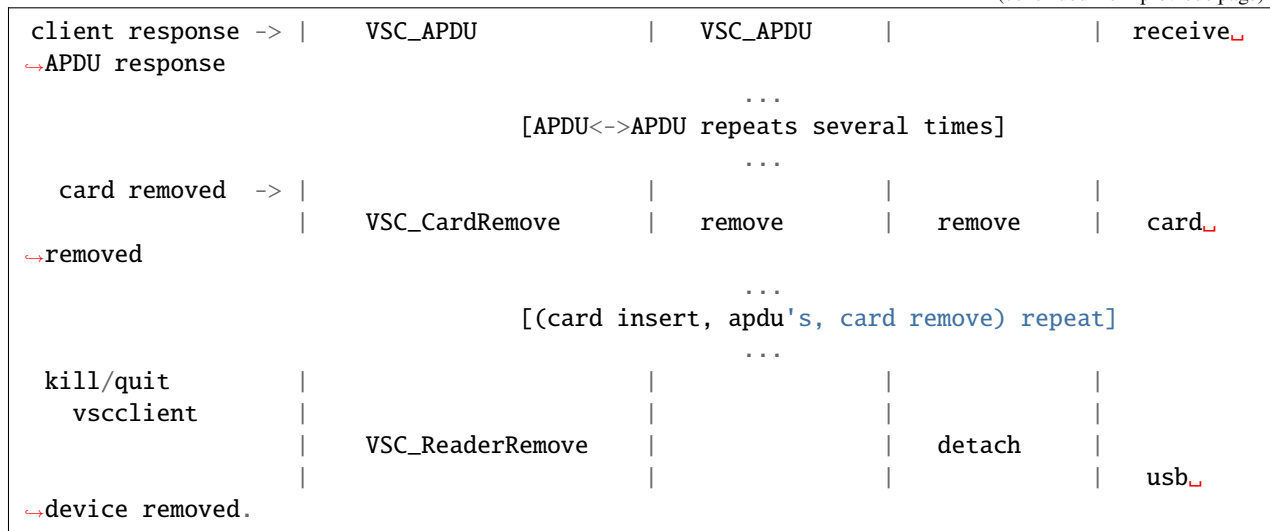 client response -> |    VSC_APDU            |   VSC_APDU     |              |  receive␣
↪APDU response
...
[APDU<->APDU repeats several times]
...
card removed  -> |                        |                |              |
|    VSC_CardRemove      |   remove       |   remove     |   card␣
↪removed
...
[(card insert, apdu's, card remove) repeat]
...
kill/quit         |                        |                |              |
vscclient       |                        |                |              |
|    VSC_ReaderRemove    |                |   detach     |
|                        |                |              |   usb␣
↪device removed.